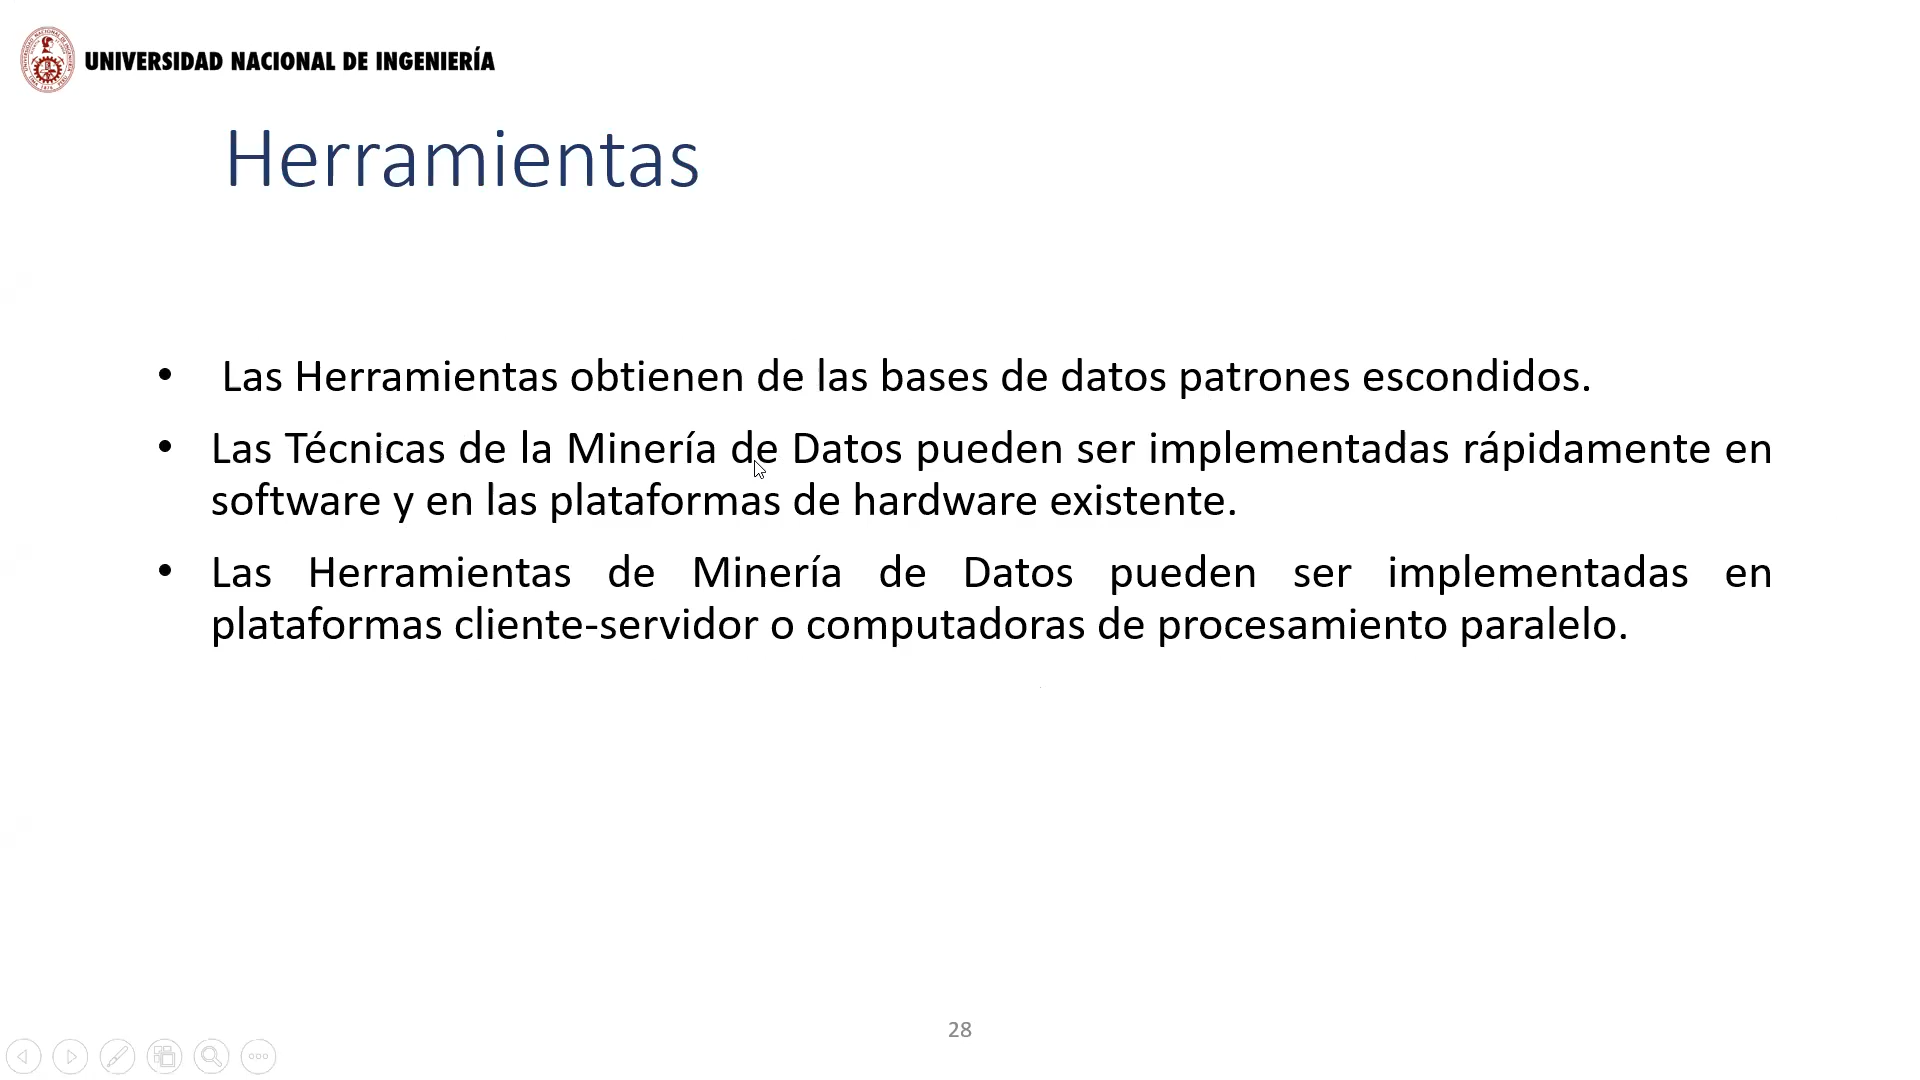 UNIVERSIDAD NACIONAL DE INGENIERÍA
Herramientas
• Las Herramientas obtienen de las bases de datos patrones escondidos.
• Las Técnicas de la Minería de Datos pueden ser implementadas rápidamente en
software y en las plataformas de hardware existente.
• Las Herramientas de Minería de Datos pueden ser implementadas en
plataformas cliente-servidor o computadoras de procesamiento paralelo.
28